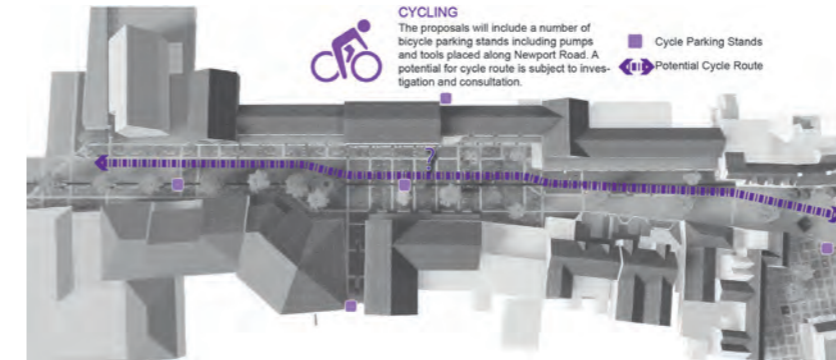 CYCLING
The proposals will include a number of
bicycle parking stands including pumps
and tools placed along Newport Road. A
potential for cycle route is subject to inves-
tigation and consultation.
Cycle Parking Stands
Potential Cycle Route
?